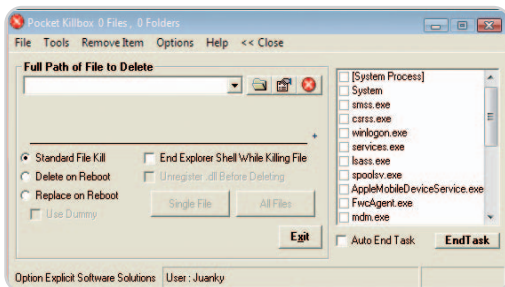 Pocket Killbox 0 Files , 0 Folders
File Tools Remove Item Options Help << Close
Full Path of File to Delete
Standard File Kill
End Explorer Shell While Killing File
Delete on Reboot
Unregister .dll Before Deleting
Replace on Reboot
Use Dummy
Single File
All Files
Exit
[System Process]
System
smss.exe
csrss.exe
winlogon.exe
services.exe
lsass.exe
spoolsv.exe
AppleMobileDeviceService.exe
FwcAgent.exe
mdm.exe
Auto End Task
EndTask
Option Explicit Software Solutions
User : Juanky